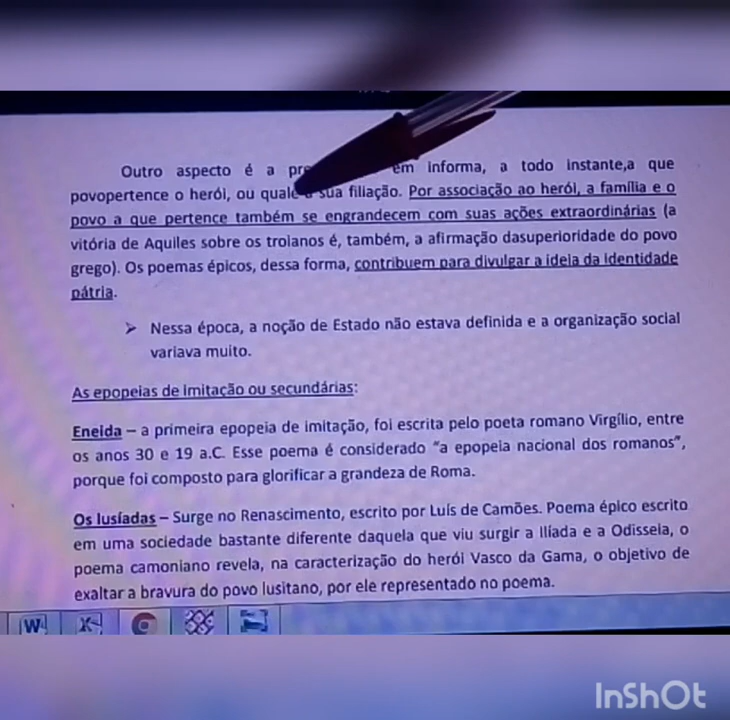 Outro aspecto é a em informa, a todo instante,a que
povopertence o herói, ou quale sua filiação. Por associação ao herói, a família e o
povo a que pertence também se engrandecem com suas ações extraordinárias (a
vitória de Aquiles sobre os troianos é, também, a afirmação dasuperioridade do povo
grego). Os poemas épicos, dessa forma, contribuem para divulgar a ideia da identidade
pátria.
➢ Nessa época, a noção de Estado não estava definida e a organização social
variava muito.
As epopeias de imitação ou secundárias:
Eneida – a primeira epopeia de imitação, foi escrita pelo poeta romano Virgílio, entre
os anos 30 e 19 a.C. Esse poema é considerado "a epopeia nacional dos romanos",
porque foi composto para glorificar a grandeza de Roma.
Os lusíadas – Surge no Renascimento, escrito por Luís de Camões. Poema épico escrito
em uma sociedade bastante diferente daquela que viu surgir a Ilíada e a Odisseia, o
poema camoniano revela, na caracterização do herói Vasco da Gama, o objetivo de
exaltar a bravura do povo lusitano, por ele representado no poema.
W
InShOt